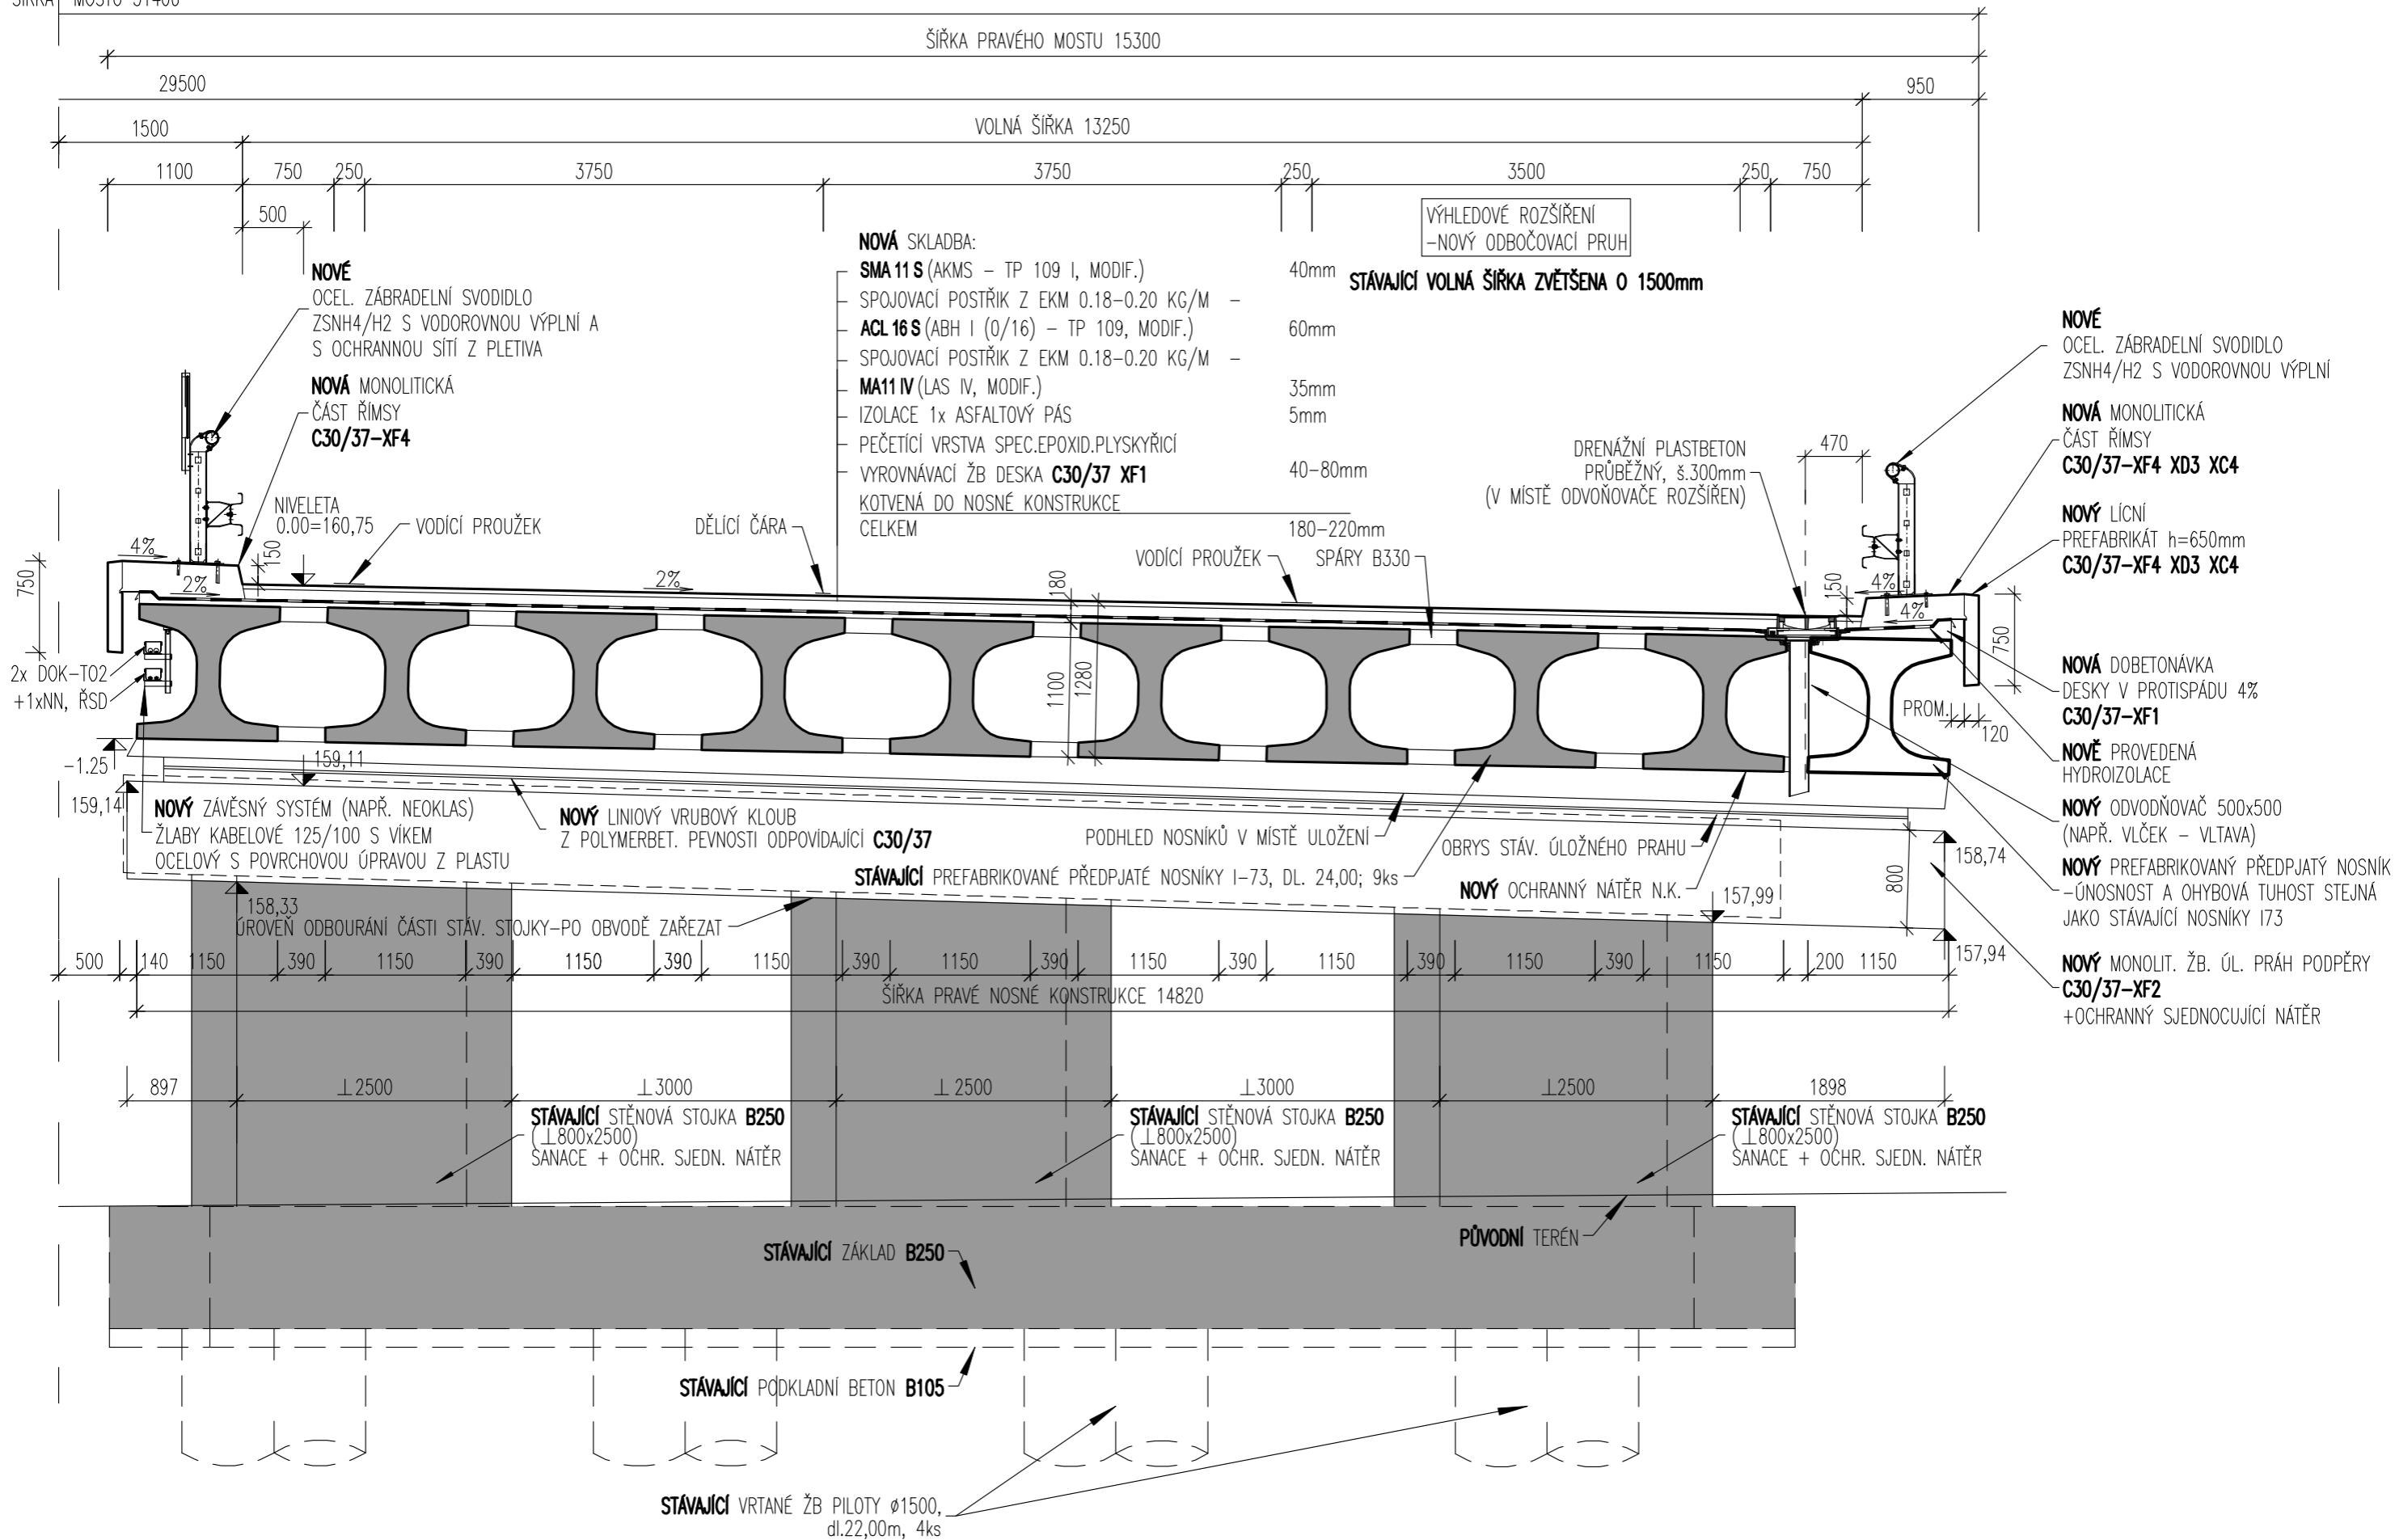 ŠÍŘKA PRAVÉHO MOSTU 15300
29500
950
1500
VOLNÁ ŠÍŘKA 13250
1100
750
250
3750
3750
250
3500
250
750
500
VÝHLEDOVÉ ROZŠÍŘENÍ
-NOVÝ ODBOČOVACÍ PRUH
STÁVAJÍCÍ VOLNÁ ŠÍŘKA ZVĚTŠENA O 1500mm
NOVÉ
OCEL. ZÁBRADELNÍ SVODIDLO
ZSNH4/H2 S VODOROVNOU VÝPLNÍ A
S OCHRANNOU SÍTÍ Z PLETIVA
NOVÁ MONOLITICKÁ
ČÁST ŘÍMSY
C30/37-XF4
NOVÁ SKLADBA:
SMA 11 S (AKMS - TP 109 I, MODIF.) 40mm
SPOJOVACÍ POSTŘIK Z EKM 0.18-0.20 KG/M -
ACL 16 S (ABH I (0/16) - TP 109, MODIF.) 60mm
SPOJOVACÍ POSTŘIK Z EKM 0.18-0.20 KG/M -
MA11 IV (LAS IV, MODIF.) 35mm
IZOLACE 1x ASFALTOVÝ PÁS 5mm
PEČETÍCÍ VRSTVA SPEC.EPOXID.PLYSKYŘICÍ
VYROVNÁVACÍ ŽB DESKA C30/37 XF1 40-80mm
KOTVENÁ DO NOSNÉ KONSTRUKCE
CELKEM 180-220mm
DRENÁŽNÍ PLASTBETON
PRŮBĚŽNÝ, š.300mm
(V MÍSTĚ ODVOŇOVAČE ROZŠÍŘEN)
470
NOVÉ
OCEL. ZÁBRADELNÍ SVODIDLO
ZSNH4/H2 S VODOROVNOU VÝPLNÍ
NOVÁ MONOLITICKÁ
ČÁST ŘÍMSY
C30/37-XF4 XD3 XC4
NOVÝ LÍCNÍ
PREFABRIKÁT h=650mm
C30/37-XF4 XD3 XC4
NIVELETA
0.00=160,75
VODÍCÍ PROUŽEK
DĚLÍCÍ ČÁRA
VODÍCÍ PROUŽEK
SPÁRY B330
750
4%
2%
150
2%
180
1100
1280
150
4%
4%
750
2x DOK-TO2
+1xNN, ŘSD
NOVÁ DOBETONÁVKA
DESKY V PROTISPÁDU 4%
C30/37-XF1
PROM.
120
NOVĚ PROVEDENÁ
HYDROIZOLACE
-1.25
159,11
159,14
NOVÝ ZÁVĚSNÝ SYSTÉM (NAPŘ. NEOKLAS)
ŽLABY KABELOVÉ 125/100 S VÍKEM
OCELOVÝ S POVRCHOVOU ÚPRAVOU Z PLASTU
NOVÝ LINIOVÝ VRUBOVÝ KLOUB
Z POLYMERBET. PEVNOSTI ODPOVÍDAJÍCÍ C30/37
PODHLED NOSNÍKŮ V MÍSTĚ ULOŽENÍ
OBRYS STÁV. ÚLOŽNÉHO PRAHU
STÁVAJÍCÍ PREFABRIKOVANÉ PŘEDPJATÉ NOSNÍKY I-73, DL. 24,00; 9ks
NOVÝ OCHRANNÝ NÁTĚR N.K.
NOVÝ ODVODŇOVAČ 500x500
(NAPŘ. VLČEK - VLTAVA)
NOVÝ PREFABRIKOVANÝ PŘEDPJATÝ NOSNÍK
-ÚNOSNOST A OHYBOVÁ TUHOST STEJNÁ
JAKO STÁVAJÍCÍ NOSNÍKY I73
158,74
800
158,33
157,99
157,94
ÚROVEŇ ODBOURÁNÍ ČÁSTI STÁV. STOJKY-PO OBVODĚ ZAŘEZAT
NOVÝ MONOLIT. ŽB. ÚL. PRÁH PODPĚRY
C30/37-XF2
+OCHRANNÝ SJEDNOCUJÍCÍ NÁTĚR
500 140 1150 390 1150 390 1150 390 1150 390 1150 390 1150 390 1150 390 1150 390 1150 200 1150
ŠÍŘKA PRAVÉ NOSNÉ KONSTRUKCE 14820
897 ⊥2500 ⊥3000 ⊥2500 ⊥3000 ⊥2500 1898
STÁVAJÍCÍ STĚNOVÁ STOJKA B250
(⊥800x2500)
SANACE + OCHR. SJEDN. NÁTĚR
STÁVAJÍCÍ STĚNOVÁ STOJKA B250
(⊥800x2500)
SANACE + OCHR. SJEDN. NÁTĚR
STÁVAJÍCÍ STĚNOVÁ STOJKA B250
(⊥800x2500)
SANACE + OCHR. SJEDN. NÁTĚR
STÁVAJÍCÍ ZÁKLAD B250
PŮVODNÍ TERÉN
STÁVAJÍCÍ PODKLADNÍ BETON B105
STÁVAJÍCÍ VRTANÉ ŽB PILOTY ø1500,
dl.22,00m, 4ks